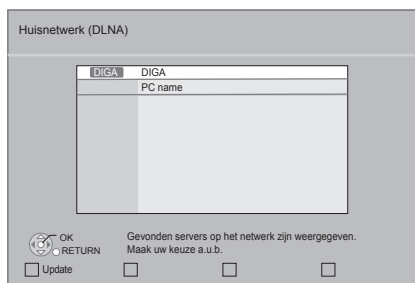 Huisnetwerk (DLNA)
DIGA DIGA
PC name
OK
RETURN
Gevonden servers op het netwerk zijn weergegeven.
Maak uw keuze a.u.b.
Update